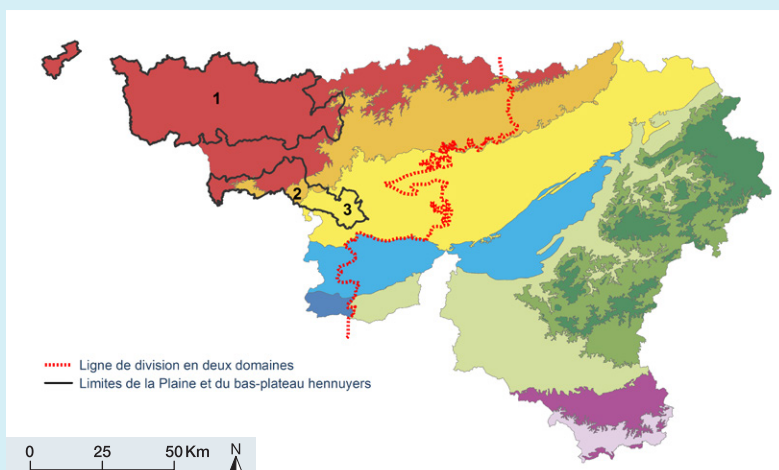 1
2
3
Ligne de division en deux domaines
Limites de la Plaine et du bas-plateau hennuyers
0 25 50 Km N